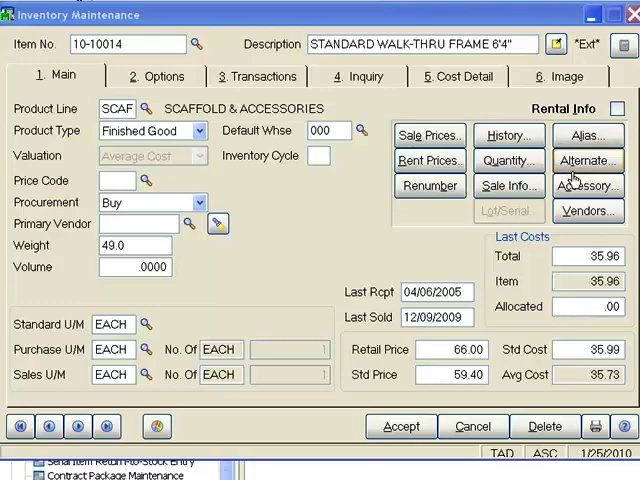 Inventory Maintenance
Item No. 10-10014 Description STANDARD WALK-THRU FRAME 6'4" *Ext*
1. Main 2. Options 3. Transactions 4. Inquiry 5. Cost Detail 6. Image
Product Line SCAF SCAFFOLD & ACCESSORIES Rental Info
Product Type Finished Good Default Whse 000 Sale Prices.. History... Alias...
Valuation Average Cost Inventory Cycle Rent Prices.. Quantity... Alternate...
Price Code Renumber Sale Info... Accessory...
Procurement Buy Lot/Serial... Vendors...
Primary Vendor
Weight 49.0
Volume .0000
Last Costs
Total 35.96
Item 35.96
Allocated .00
Last Rcpt 04/06/2005
Last Sold 12/09/2009
Standard U/M EACH
Purchase U/M EACH No. Of EACH 1
Sales U/M EACH No. Of EACH 1
Retail Price 66.00 Std Cost 35.99
Std Price 59.40 Avg Cost 35.73
Accept Cancel Delete
TAD ASC 1/25/2010
Serial Item Return-To-Stock Entry
Contract Package Maintenance